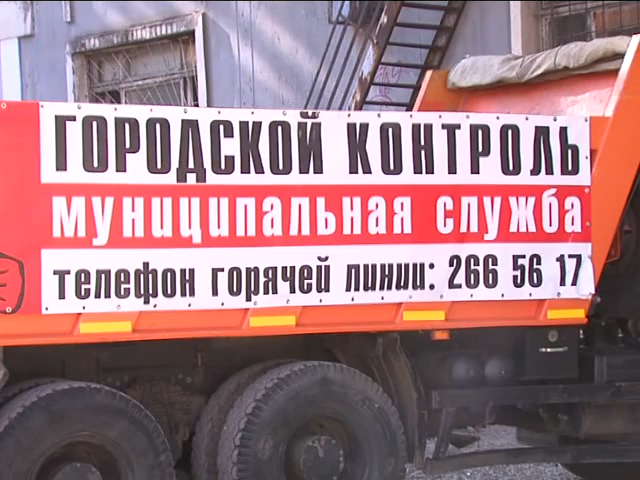 ГОРОДСКОЙ КОНТРОЛЬ
муниципальная служба
телефон горячей линии: 266 56 17